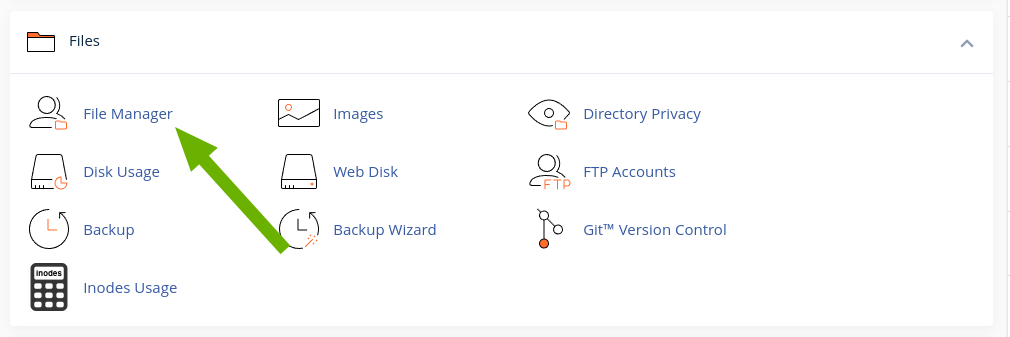 Files
File Manager
Images
Directory Privacy
Disk Usage
Web Disk
FTP
FTP Accounts
Backup
Backup Wizard
Git™ Version Control
inodes
Inodes Usage